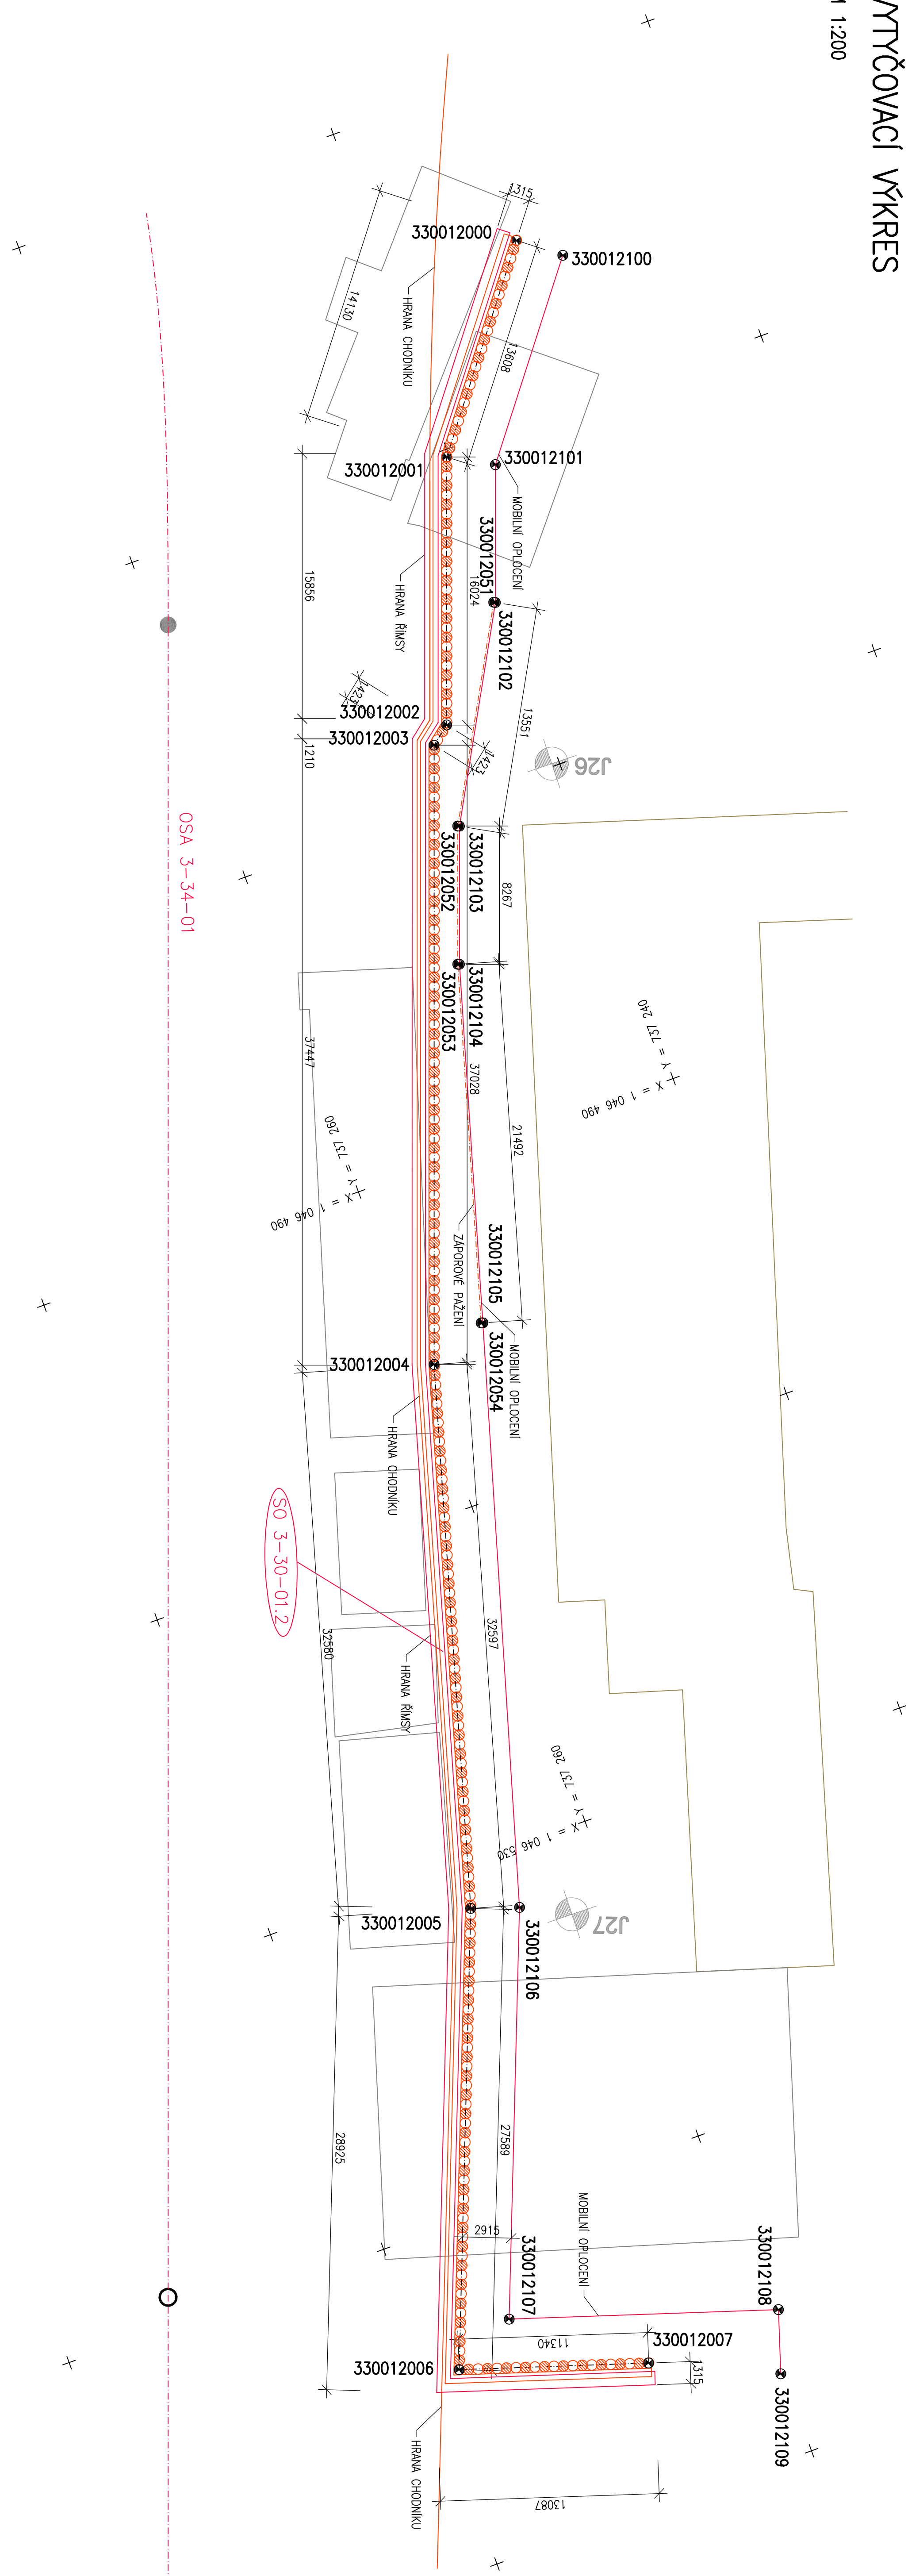 VYTYČOVACÍ VÝKRES
M 1:200
1315
330012000
330012100
14130
HRANA CHODNÍKU
13608
330012001
330012101
MOBILNÍ OPLOCENÍ
330012051
16024
330012102
15856
HRANA ŘÍMSY
13551
1423
330012002
330012003
1423
1210
J26
OSA 3-34-01
330012052
330012103
8267
330012053
330012104
37447
37028
21492
Y = 737 240
X = 1 046 490
Y = 737 260
X = 1 046 490
ZÁPOROVÉ PAŽENÍ
330012105
330012054
MOBILNÍ OPLOCENÍ
330012004
HRANA CHODNÍKU
SO 3-30-01.2
32597
32580
HRANA ŘÍMSY
Y = 737 260
X = 1 046 530
J27
330012005
330012106
28925
27589
2915
MOBILNÍ OPLOCENÍ
330012107
330012108
11340
330012007
330012006
1315
330012109
HRANA CHODNÍKU
13087